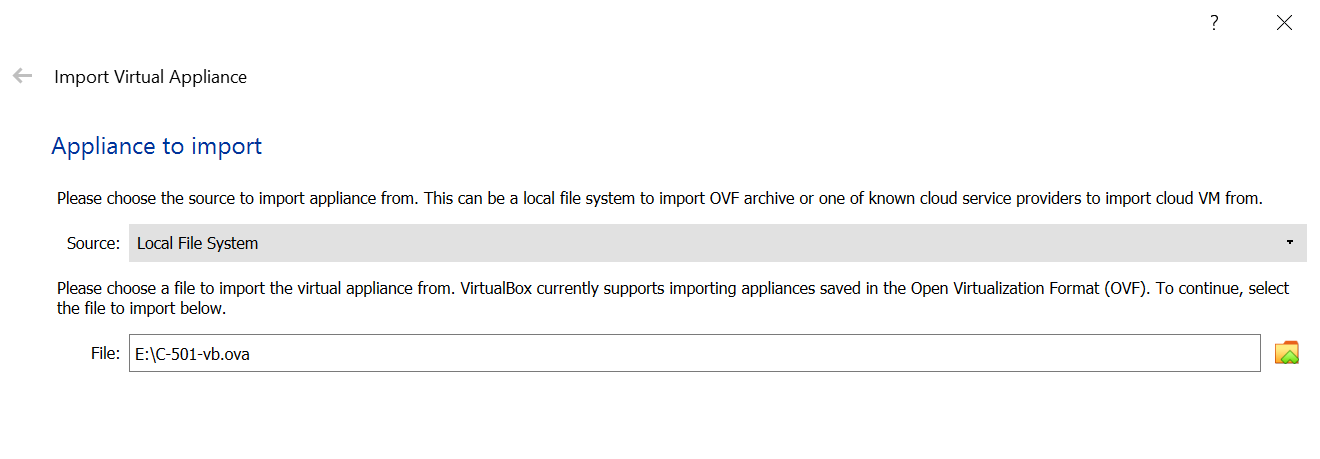 ?
Import Virtual Appliance
Appliance to import
Please choose the source to import appliance from. This can be a local file system to import OVF archive or one of known cloud service providers to import cloud VM from.
Source: Local File System
Please choose a file to import the virtual appliance from. VirtualBox currently supports importing appliances saved in the Open Virtualization Format (OVF). To continue, select
the file to import below.
File: E:\C-501-vb.ova